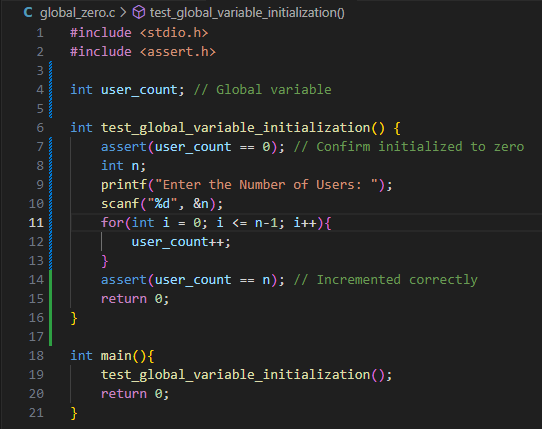 global_zero.c > test_global_variable_initialization()
1 #include <stdio.h>
2 #include <assert.h>
3
4 int user_count; // Global variable
5
6 int test_global_variable_initialization() {
7     assert(user_count == 0); // Confirm initialized to zero
8     int n;
9     printf("Enter the Number of Users: ");
10     scanf("%d", &n);
11     for(int i = 0; i <= n-1; i++){
12         user_count++;
13     }
14     assert(user_count == n); // Incremented correctly
15     return 0;
16 }
17
18 int main(){
19     test_global_variable_initialization();
20     return 0;
21 }